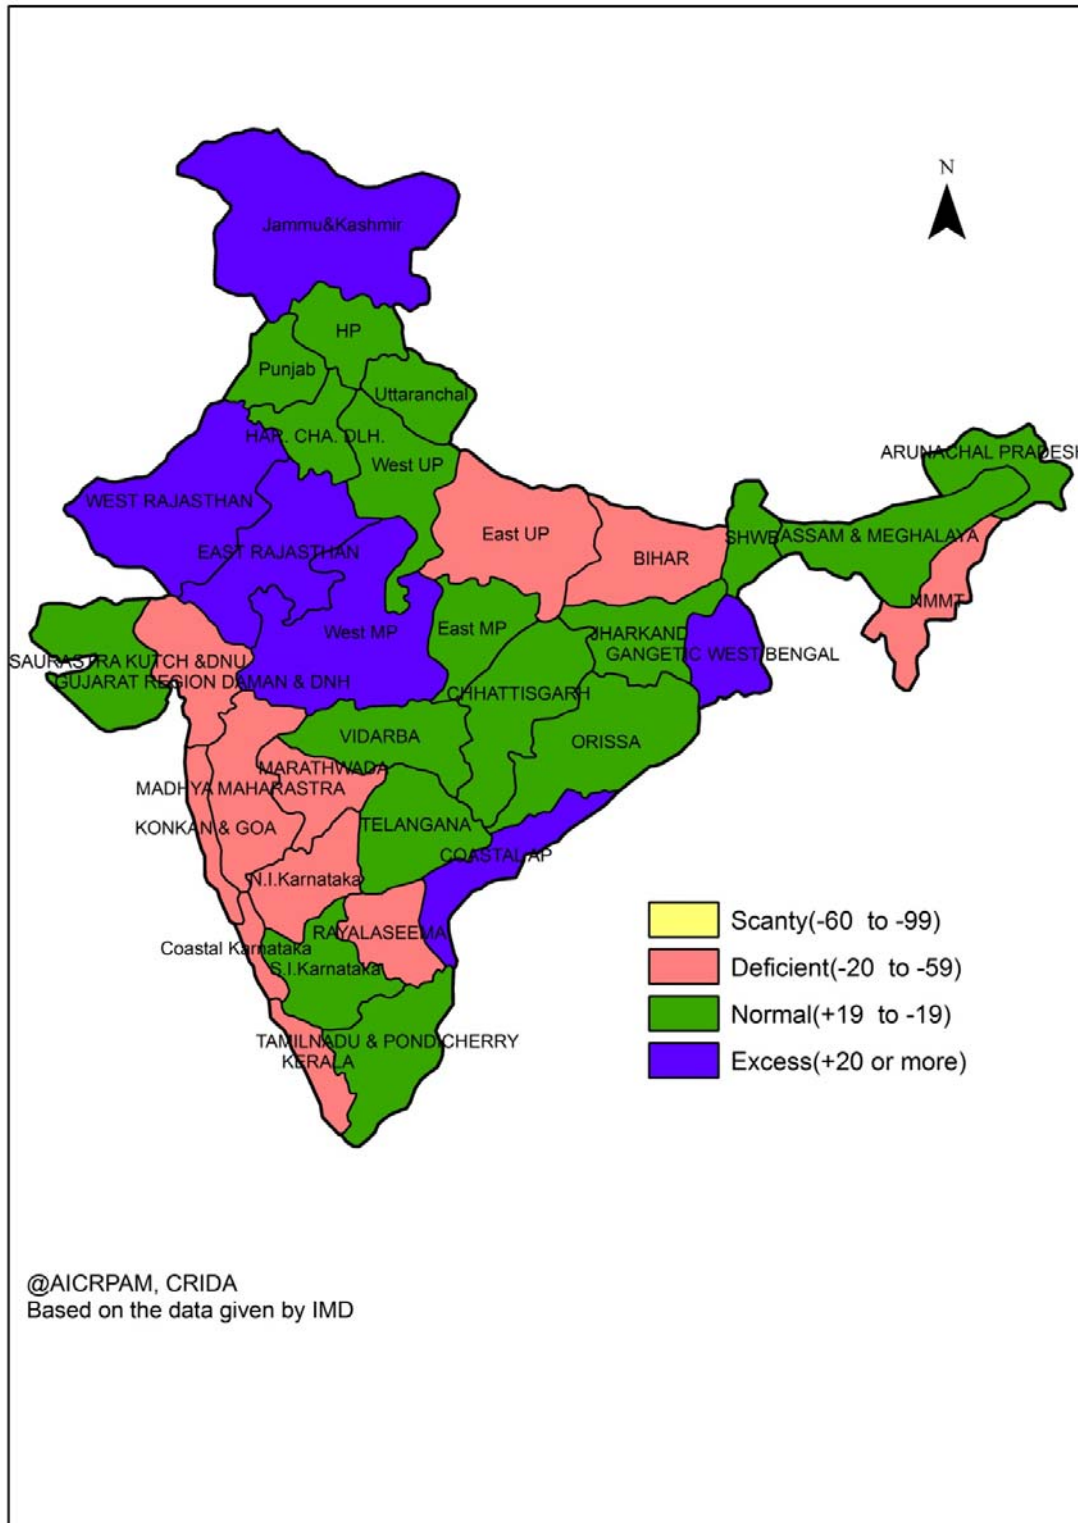 N
Jammu&Kashmir
HP
Punjab
Uttaranchal
HAR. CHA. DLH.
West UP
ARUNACHAL PRADESH
WEST RAJASTHAN
East UP
SHWB
ASSAM & MEGHALAYA
EAST RAJASTHAN
BIHAR
NMMT
West MP
East MP
JHARKAND
GANGETIC WEST BENGAL
SAURASTRA KUTCH &DNU
GUJARAT REGION DAMAN & DNH
CHHATTISGARH
VIDARBA
ORISSA
MARATHWADA
MADHYA MAHARASTRA
KONKAN & GOA
TELANGANA
COASTAL AP
N.I.Karnataka
RAYALASEEMA
Coastal Karnataka
S.I.Karnataka
TAMILNADU & PONDICHERRY
KERALA
Scanty(-60 to -99)
Deficient(-20 to -59)
Normal(+19 to -19)
Excess(+20 or more)
@AICRPAM, CRIDA
Based on the data given by IMD